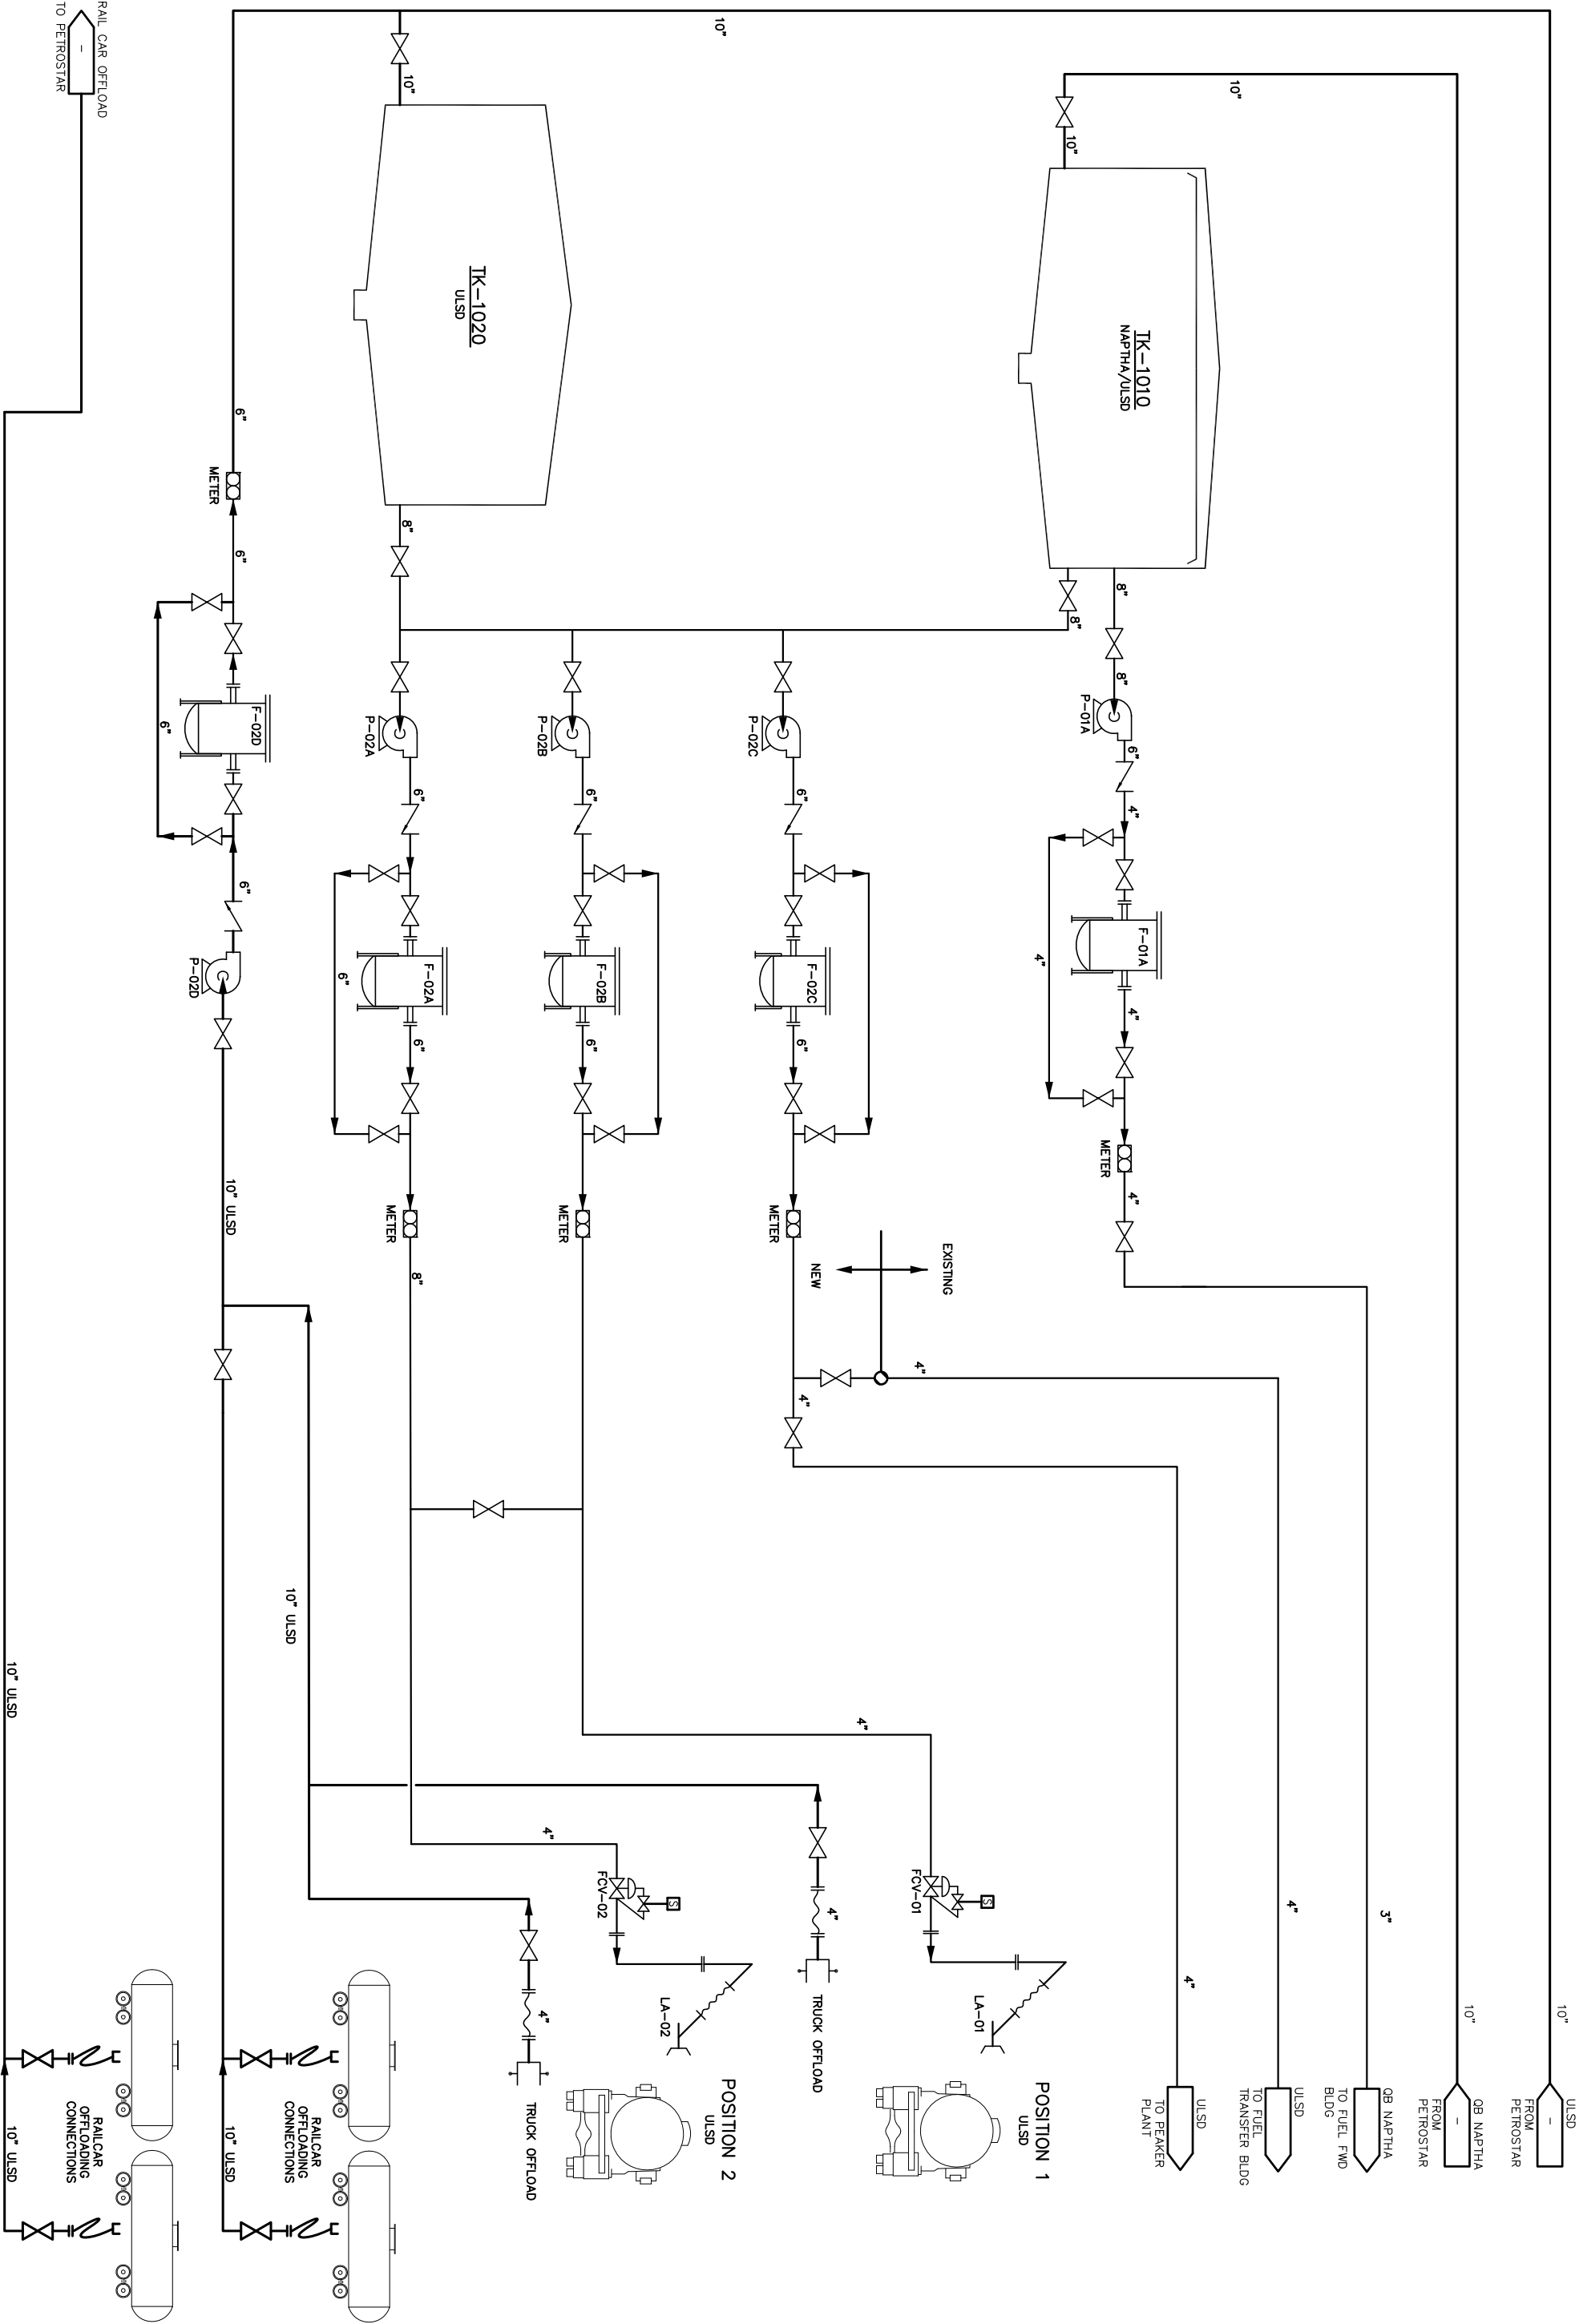 10"
ULSD
-
FROM
PETROSTAR
10"
QB NAPTHA
-
FROM
PETROSTAR
3"
QB NAPTHA
TO FUEL FWD
BLDG
4"
ULSD
TO FUEL
TRANSFER BLDG
4"
ULSD
TO PEAKER
PLANT
10"
10"
TK-1010
NAPTHA/ULSD
8"
8"
8"
P-01A
6"
4"
F-01A
4"
4"
METER
4"
EXISTING
NEW
4"
4"
POSITION 1
ULSD
LA-01
S
FCV-01
4"
P-02C
6"
F-02C
6"
METER
4"
TRUCK OFFLOAD
10"
P-02B
6"
F-02B
6"
METER
4"
POSITION 2
ULSD
LA-02
S
FCV-02
10"
TK-1020
ULSD
8"
P-02A
6"
F-02A
6"
6"
METER
8"
4"
TRUCK OFFLOAD
10" ULSD
6"
METER
6"
F-02D
6"
6"
P-02D
10" ULSD
10" ULSD
RAILCAR
OFFLOADING
CONNECTIONS
RAIL CAR OFFLOAD
-
TO PETROSTAR
10" ULSD
10" ULSD
RAILCAR
OFFLOADING
CONNECTIONS